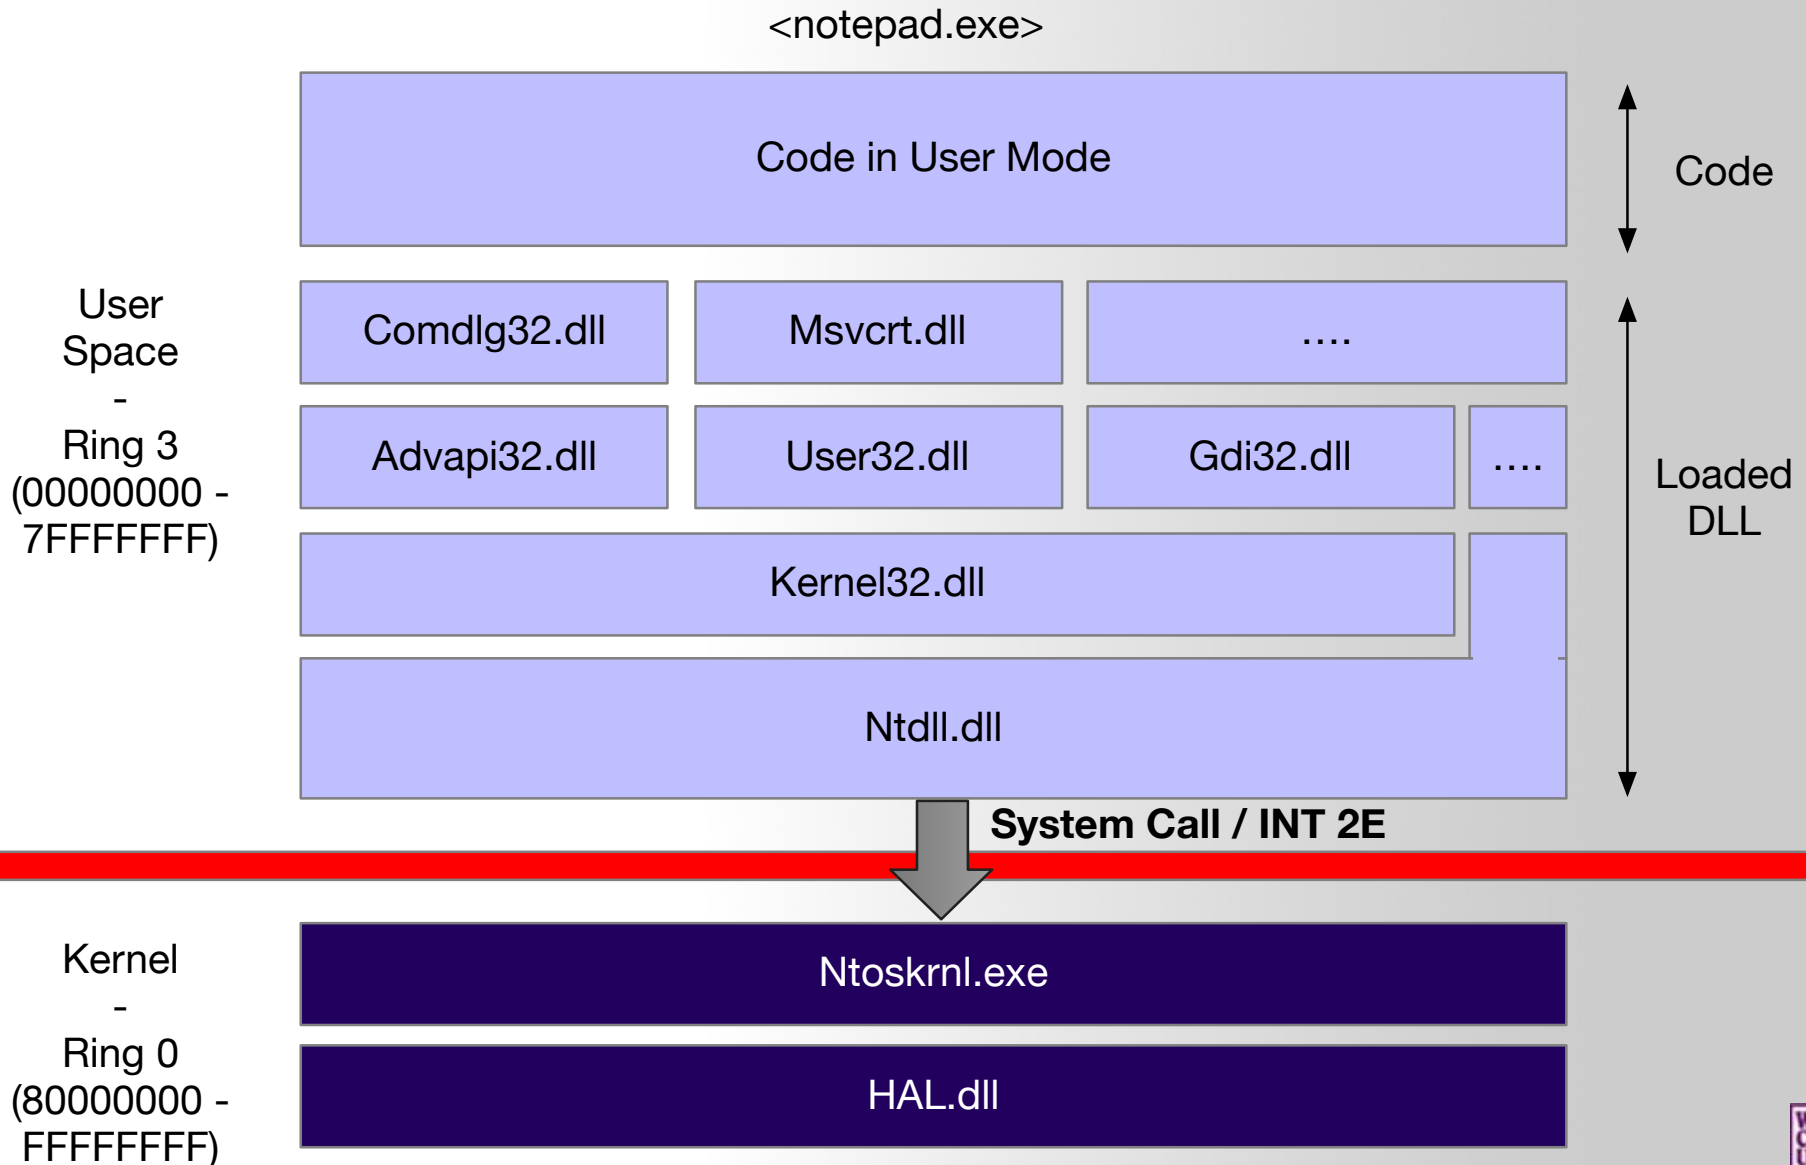 <notepad.exe>
Code in User Mode
Code
User
Space
-
Ring 3
(00000000 -
7FFFFFFF)
Comdlg32.dll
Msvcrt.dll
....
Advapi32.dll
User32.dll
Gdi32.dll
....
Loaded
DLL
Kernel32.dll
Ntdll.dll
System Call / INT 2E
Kernel
-
Ring 0
(80000000 -
FFFFFFFF)
Ntoskrnl.exe
HAL.dll